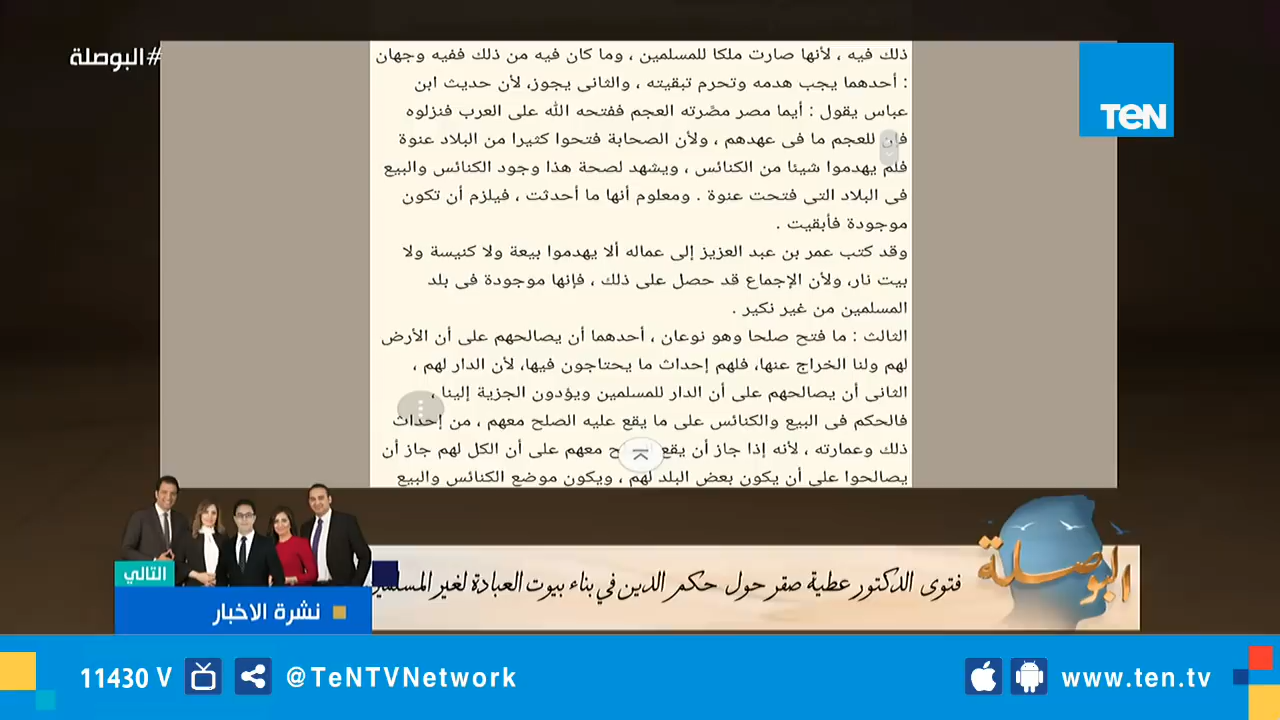 #البوصلة
TEN
ذلك فيه ، لأنها صارت ملكا للمسلمين ، وما كان فيه من ذلك ففيه وجهان
: أحدهما يجب هدمه وتحرم تبقيته ، والثانى يجوز، لأن حديث ابن
عباس يقول : أيما مصر مصَّرته العجم ففتحه الله على العرب فنزلوه
فإن للعجم ما فى عهدهم ، ولأن الصحابة فتحوا كثيرا من البلاد عنوة
فلم يهدموا شيئا من الكنائس ، ويشهد لصحة هذا وجود الكنائس والبيع
فى البلاد التى فتحت عنوة . ومعلوم أنها ما أحدثت ، فيلزم أن تكون
موجودة فأبقيت .
وقد كتب عمر بن عبد العزيز إلى عماله ألا يهدموا بيعة ولا كنيسة ولا
بيت نار، ولأن الإجماع قد حصل على ذلك ، فإنها موجودة فى بلد
المسلمين من غير نكير .
الثالث : ما فتح صلحا وهو نوعان ، أحدهما أن يصالحهم على أن الأرض
لهم ولنا الخراج عنها، فلهم إحداث ما يحتاجون فيها، لأن الدار لهم ،
الثانى أن يصالحهم على أن الدار للمسلمين ويؤدون الجزية إلينا ،
فالحكم فى البيع والكنائس على ما يقع عليه الصلح معهم ، من إحداث
ذلك وعمارته ، لأنه إذا جاز أن يقع معهم على أن الكل لهم جاز أن
يصالحوا على أن يكون بعض البلد لهم ، ويكون موضع الكنائس والبيع
البوصلة
فتوى الدكتور عطية صقر حول حكم الدين في بناء بيوت العبادة لغير
التالي
نشرة الاخبار
11430 V
@TeNTVNetwork
www.ten.tv